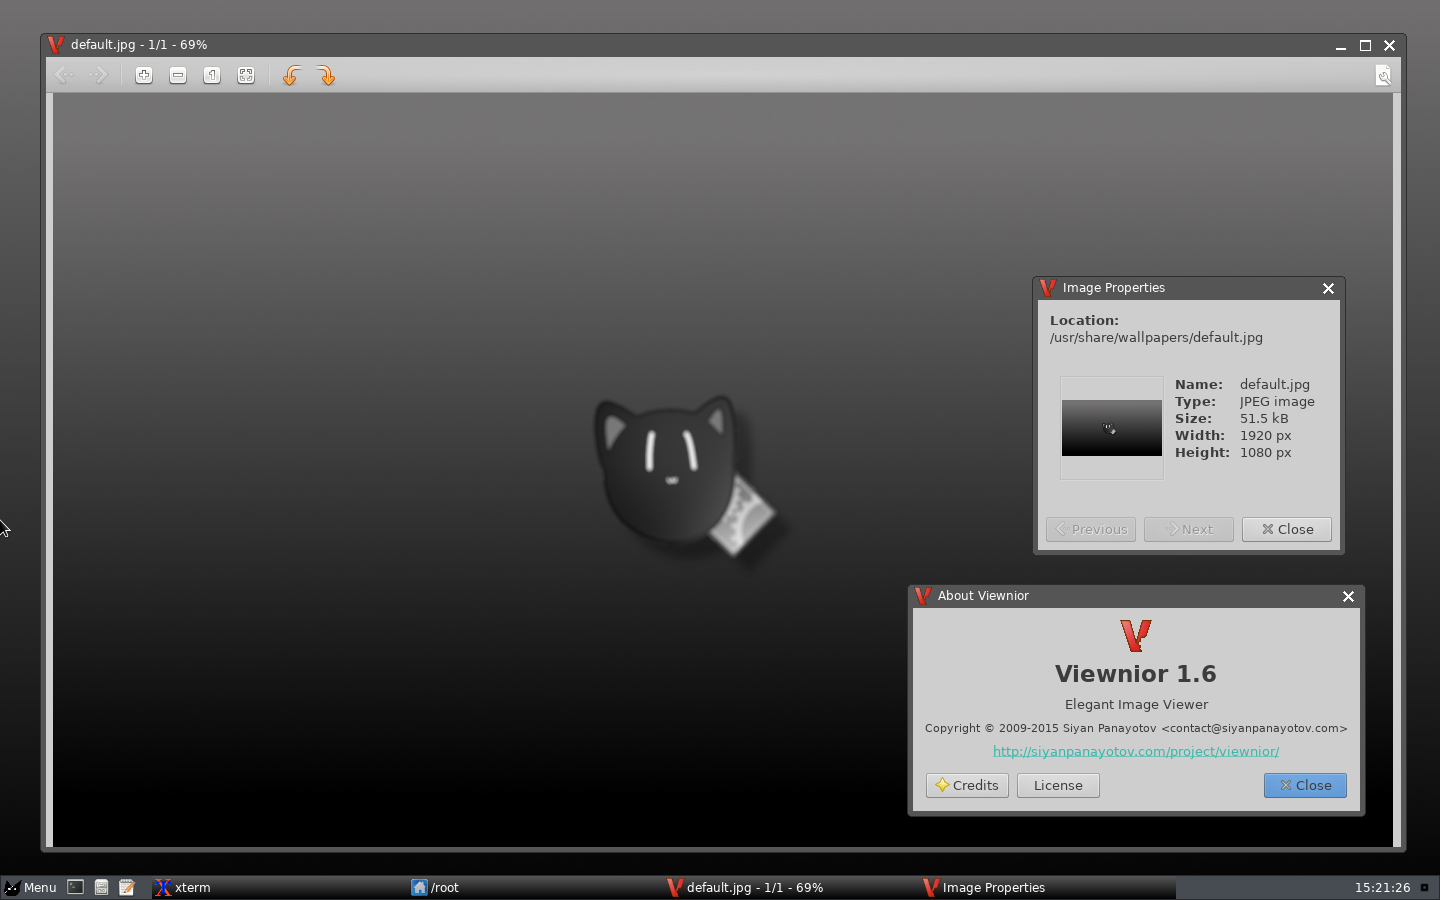 default.jpg - 1/1 - 69%
Image Properties
Location:
/usr/share/wallpapers/default.jpg
Name: default.jpg
Type: JPEG image
Size: 51.5 kB
Width: 1920 px
Height: 1080 px
Previous Next Close
About Viewnior
Viewnior 1.6
Elegant Image Viewer
Copyright © 2009-2015 Siyan Panayotov <contact@siyanpanayotov.com>
http://siyanpanayotov.com/project/viewnior/
Credits License Close
Menu xterm /root default.jpg - 1/1 - 69% Image Properties 15:21:26